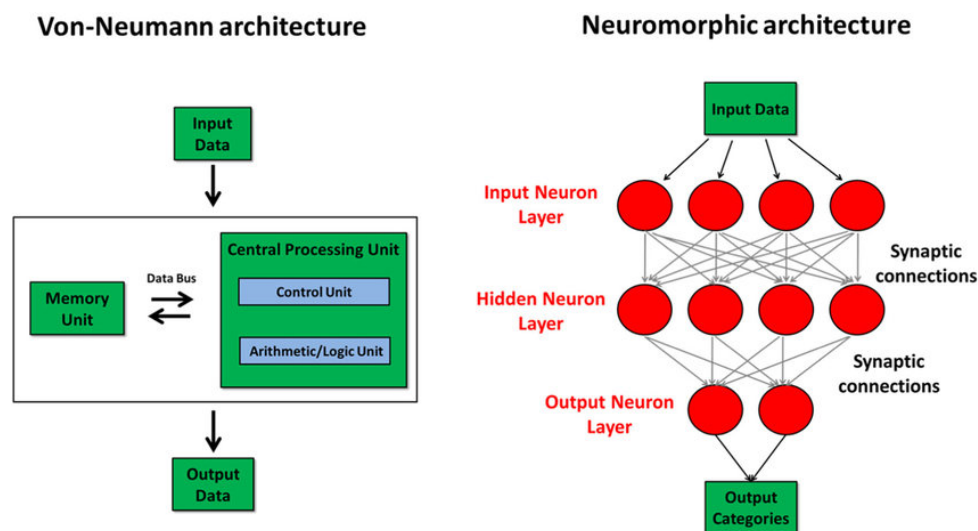 Von-Neumann architecture
Input
Data
Central Processing Unit
Data Bus
Control Unit
Memory
Unit
Arithmetic/Logic Unit
Output
Data
Neuromorphic architecture
Input Data
Input Neuron
Layer
Synaptic
connections
Hidden Neuron
Layer
Synaptic
connections
Output Neuron
Layer
Output
Categories